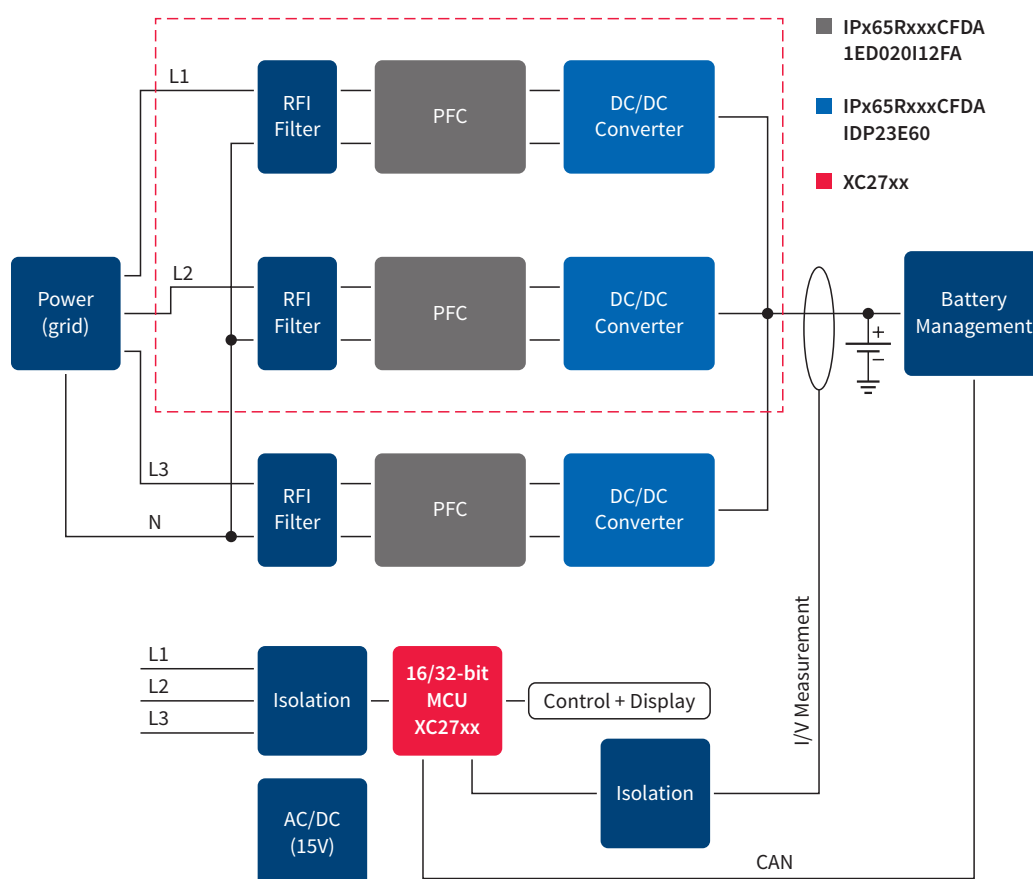 IPx65RxxxCFDA
1ED020I12FA
IPx65RxxxCFDA
IDP23E60
XC27xx
L1
RFI
Filter
PFC
DC/DC
Converter
Power
(grid)
L2
RFI
Filter
PFC
DC/DC
Converter
+
−
Battery
Management
L3
N
RFI
Filter
PFC
DC/DC
Converter
I/V Measurement
L1
L2
L3
Isolation
16/32-bit
MCU
XC27xx
Control + Display
Isolation
AC/DC
(15V)
CAN